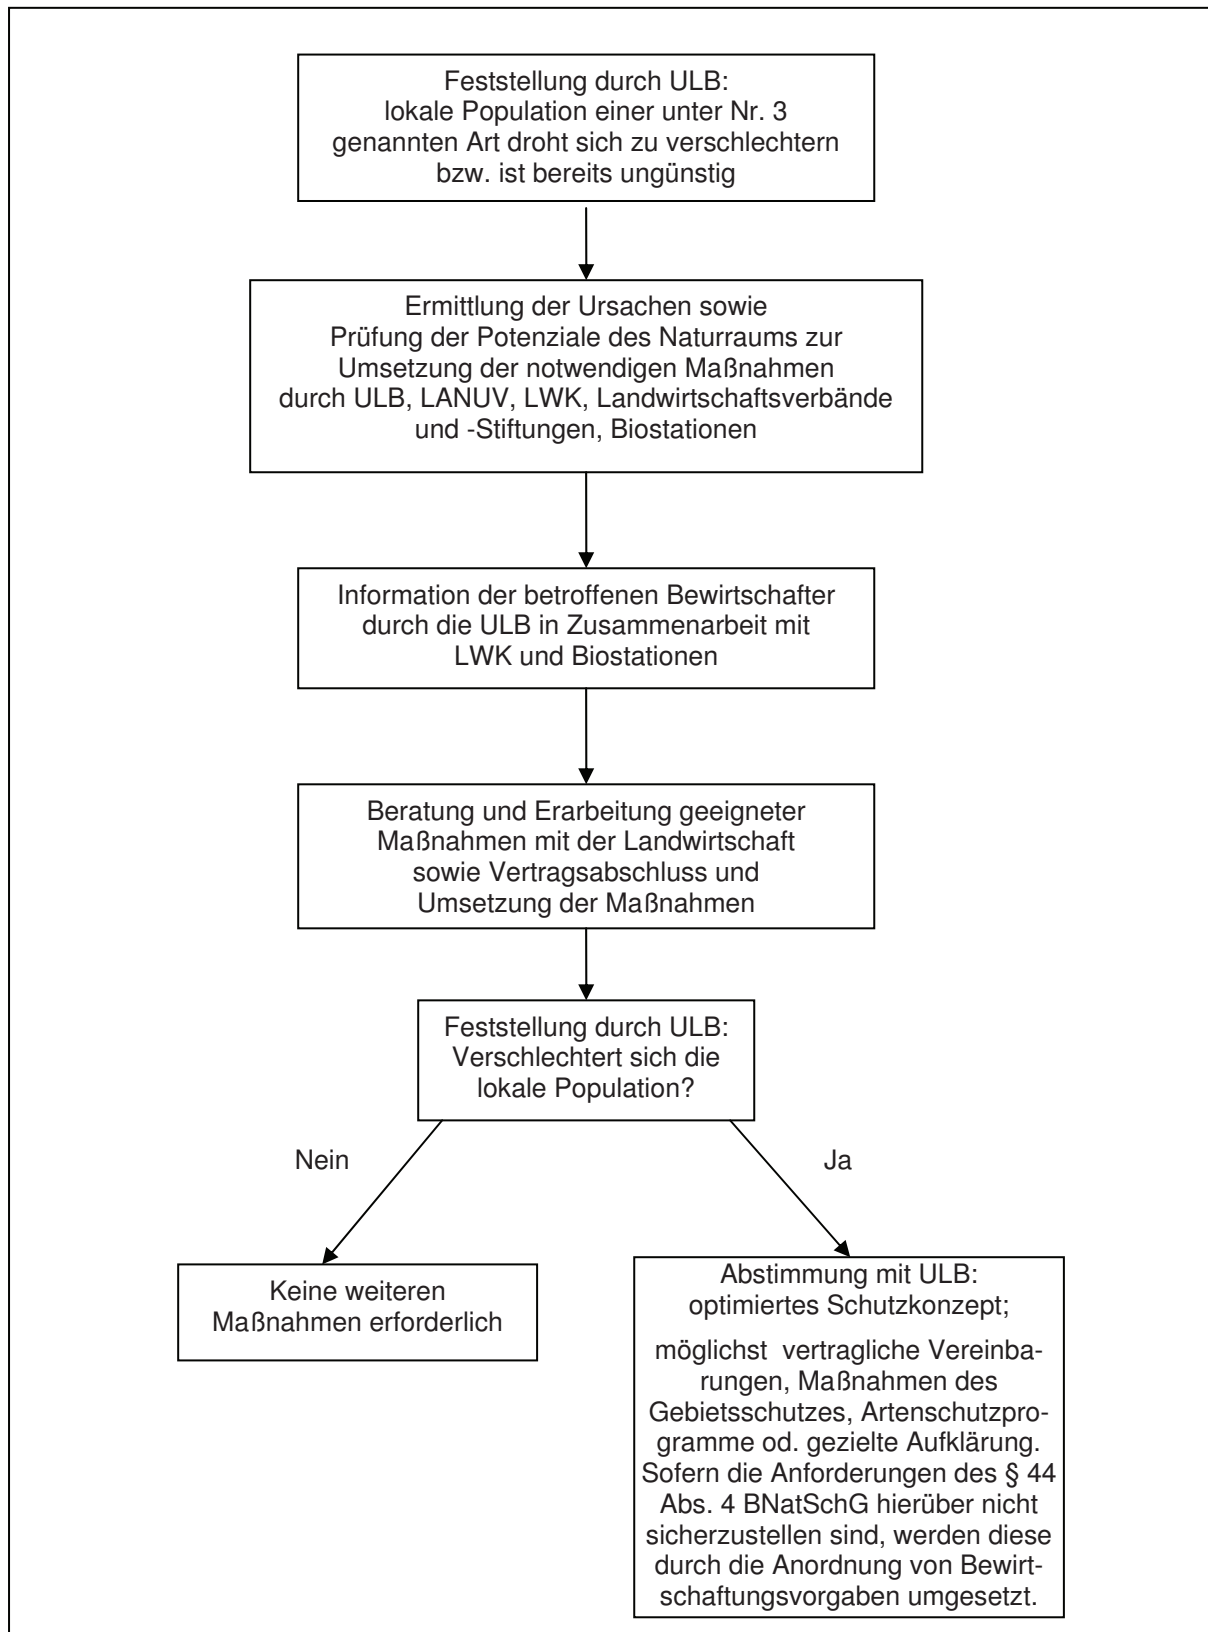 Feststellung durch ULB:
lokale Population einer unter Nr. 3
genannten Art droht sich zu verschlechtern
bzw. ist bereits ungünstig
Ermittlung der Ursachen sowie
Prüfung der Potenziale des Naturraums zur
Umsetzung der notwendigen Maßnahmen
durch ULB, LANUV, LWK, Landwirtschaftsverbände
und -Stiftungen, Biostationen
Information der betroffenen Bewirtschafter
durch die ULB in Zusammenarbeit mit
LWK und Biostationen
Beratung und Erarbeitung geeigneter
Maßnahmen mit der Landwirtschaft
sowie Vertragsabschluss und
Umsetzung der Maßnahmen
Feststellung durch ULB:
Verschlechtert sich die
lokale Population?
Nein
Ja
Keine weiteren
Maßnahmen erforderlich
Abstimmung mit ULB:
optimiertes Schutzkonzept;
möglichst vertragliche Vereinba-
rungen, Maßnahmen des
Gebietsschutzes, Artenschutzpro-
gramme od. gezielte Aufklärung.
Sofern die Anforderungen des § 44
Abs. 4 BNatSchG hierüber nicht
sicherzustellen sind, werden diese
durch die Anordnung von Bewirt-
schaftungsvorgaben umgesetzt.